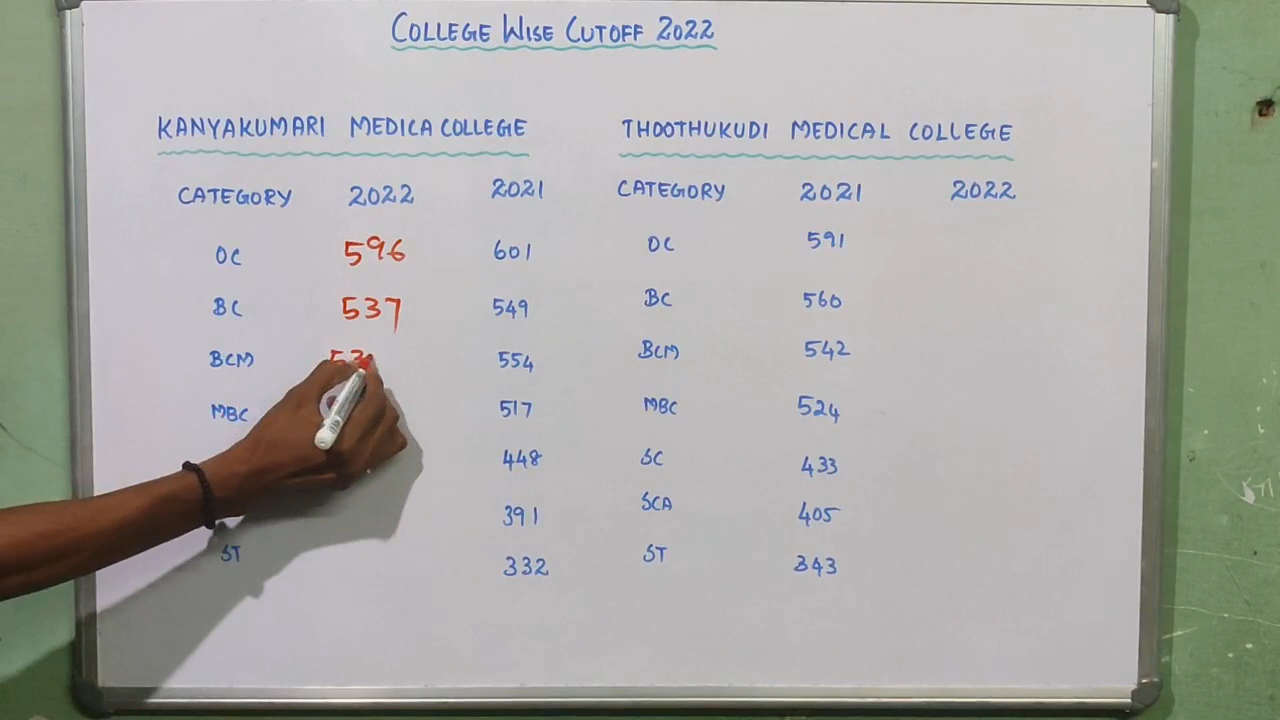 COLLEGE WISE CUTOFF 2022
KANYAKUMARI MEDICA COLLEGE
CATEGORY 2022 2021
OC 596 601
BC 537 549
BCM 554
MBC 517
448
391
ST 332
THOOTHUKUDI MEDICAL COLLEGE
CATEGORY 2021 2022
OC 591
BC 560
BCM 542
MBC 524
SC 433
SCA 405
ST 343